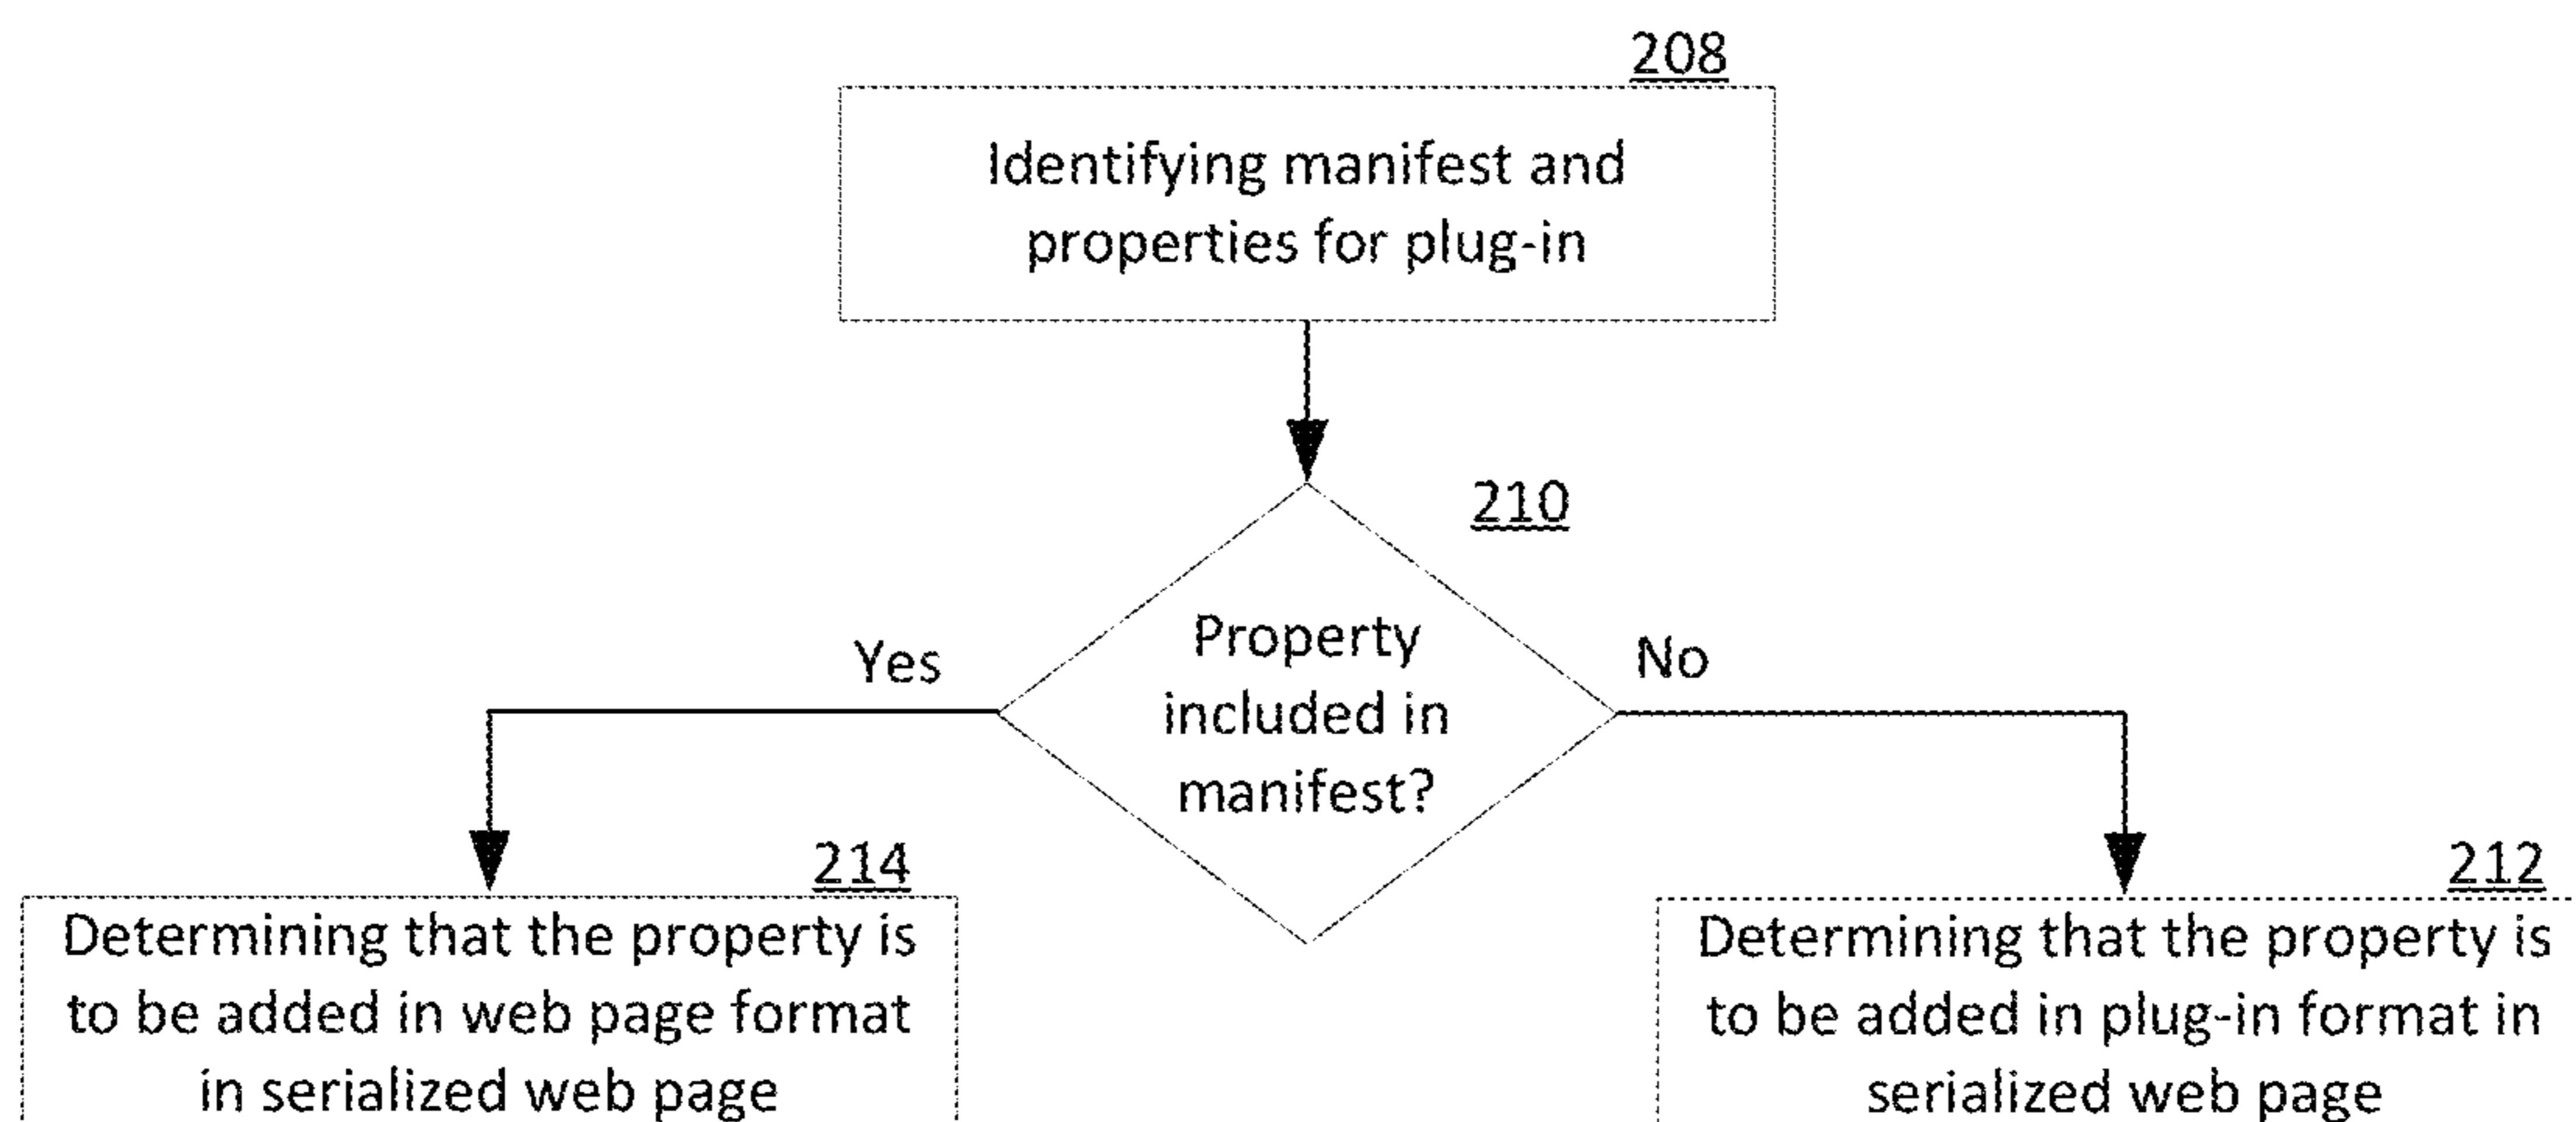 208
Identifying manifest and
properties for plug-in
210
Property
included in
manifest?
Yes
No
214
Determining that the property is
to be added in web page format
in serialized web page
212
Determining that the property is
to be added in plug-in format in
serialized web page